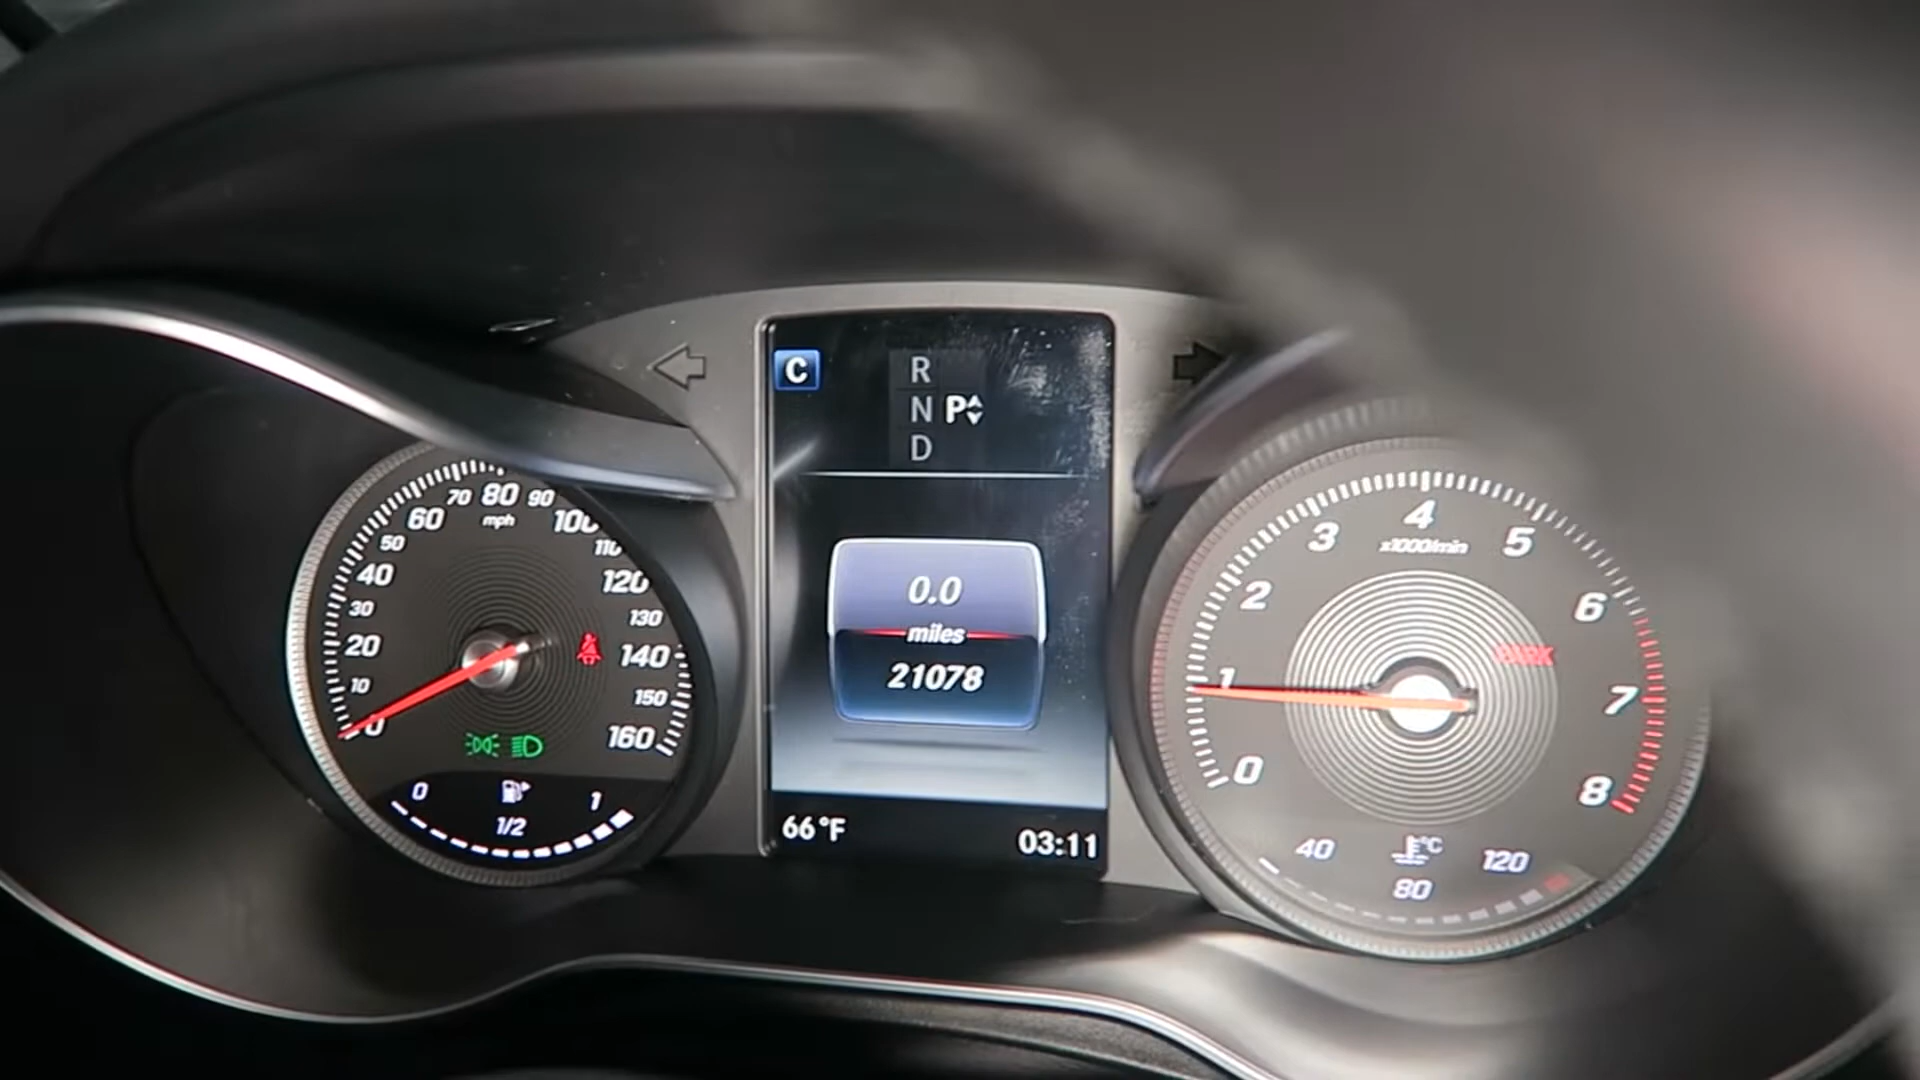 C
R
N P
D
70 80 90
60 mph 100
50 110
40 120
30 130
20 140
10 150
0 160
0 1
1/2
0.0
miles
21078
66°F 03:11
4
3 x1000/min 5
2 6
PARK
1 7
0 8
40 °C 120
80